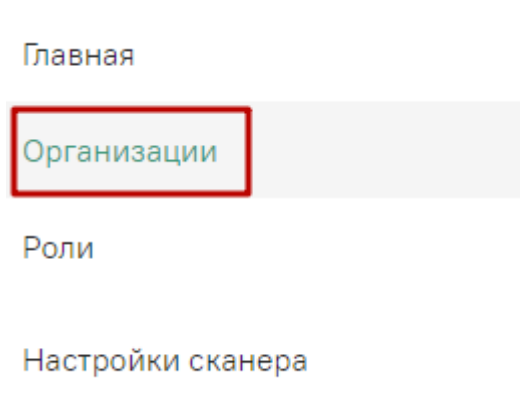 Главная
Организации
Роли
Настройки сканера